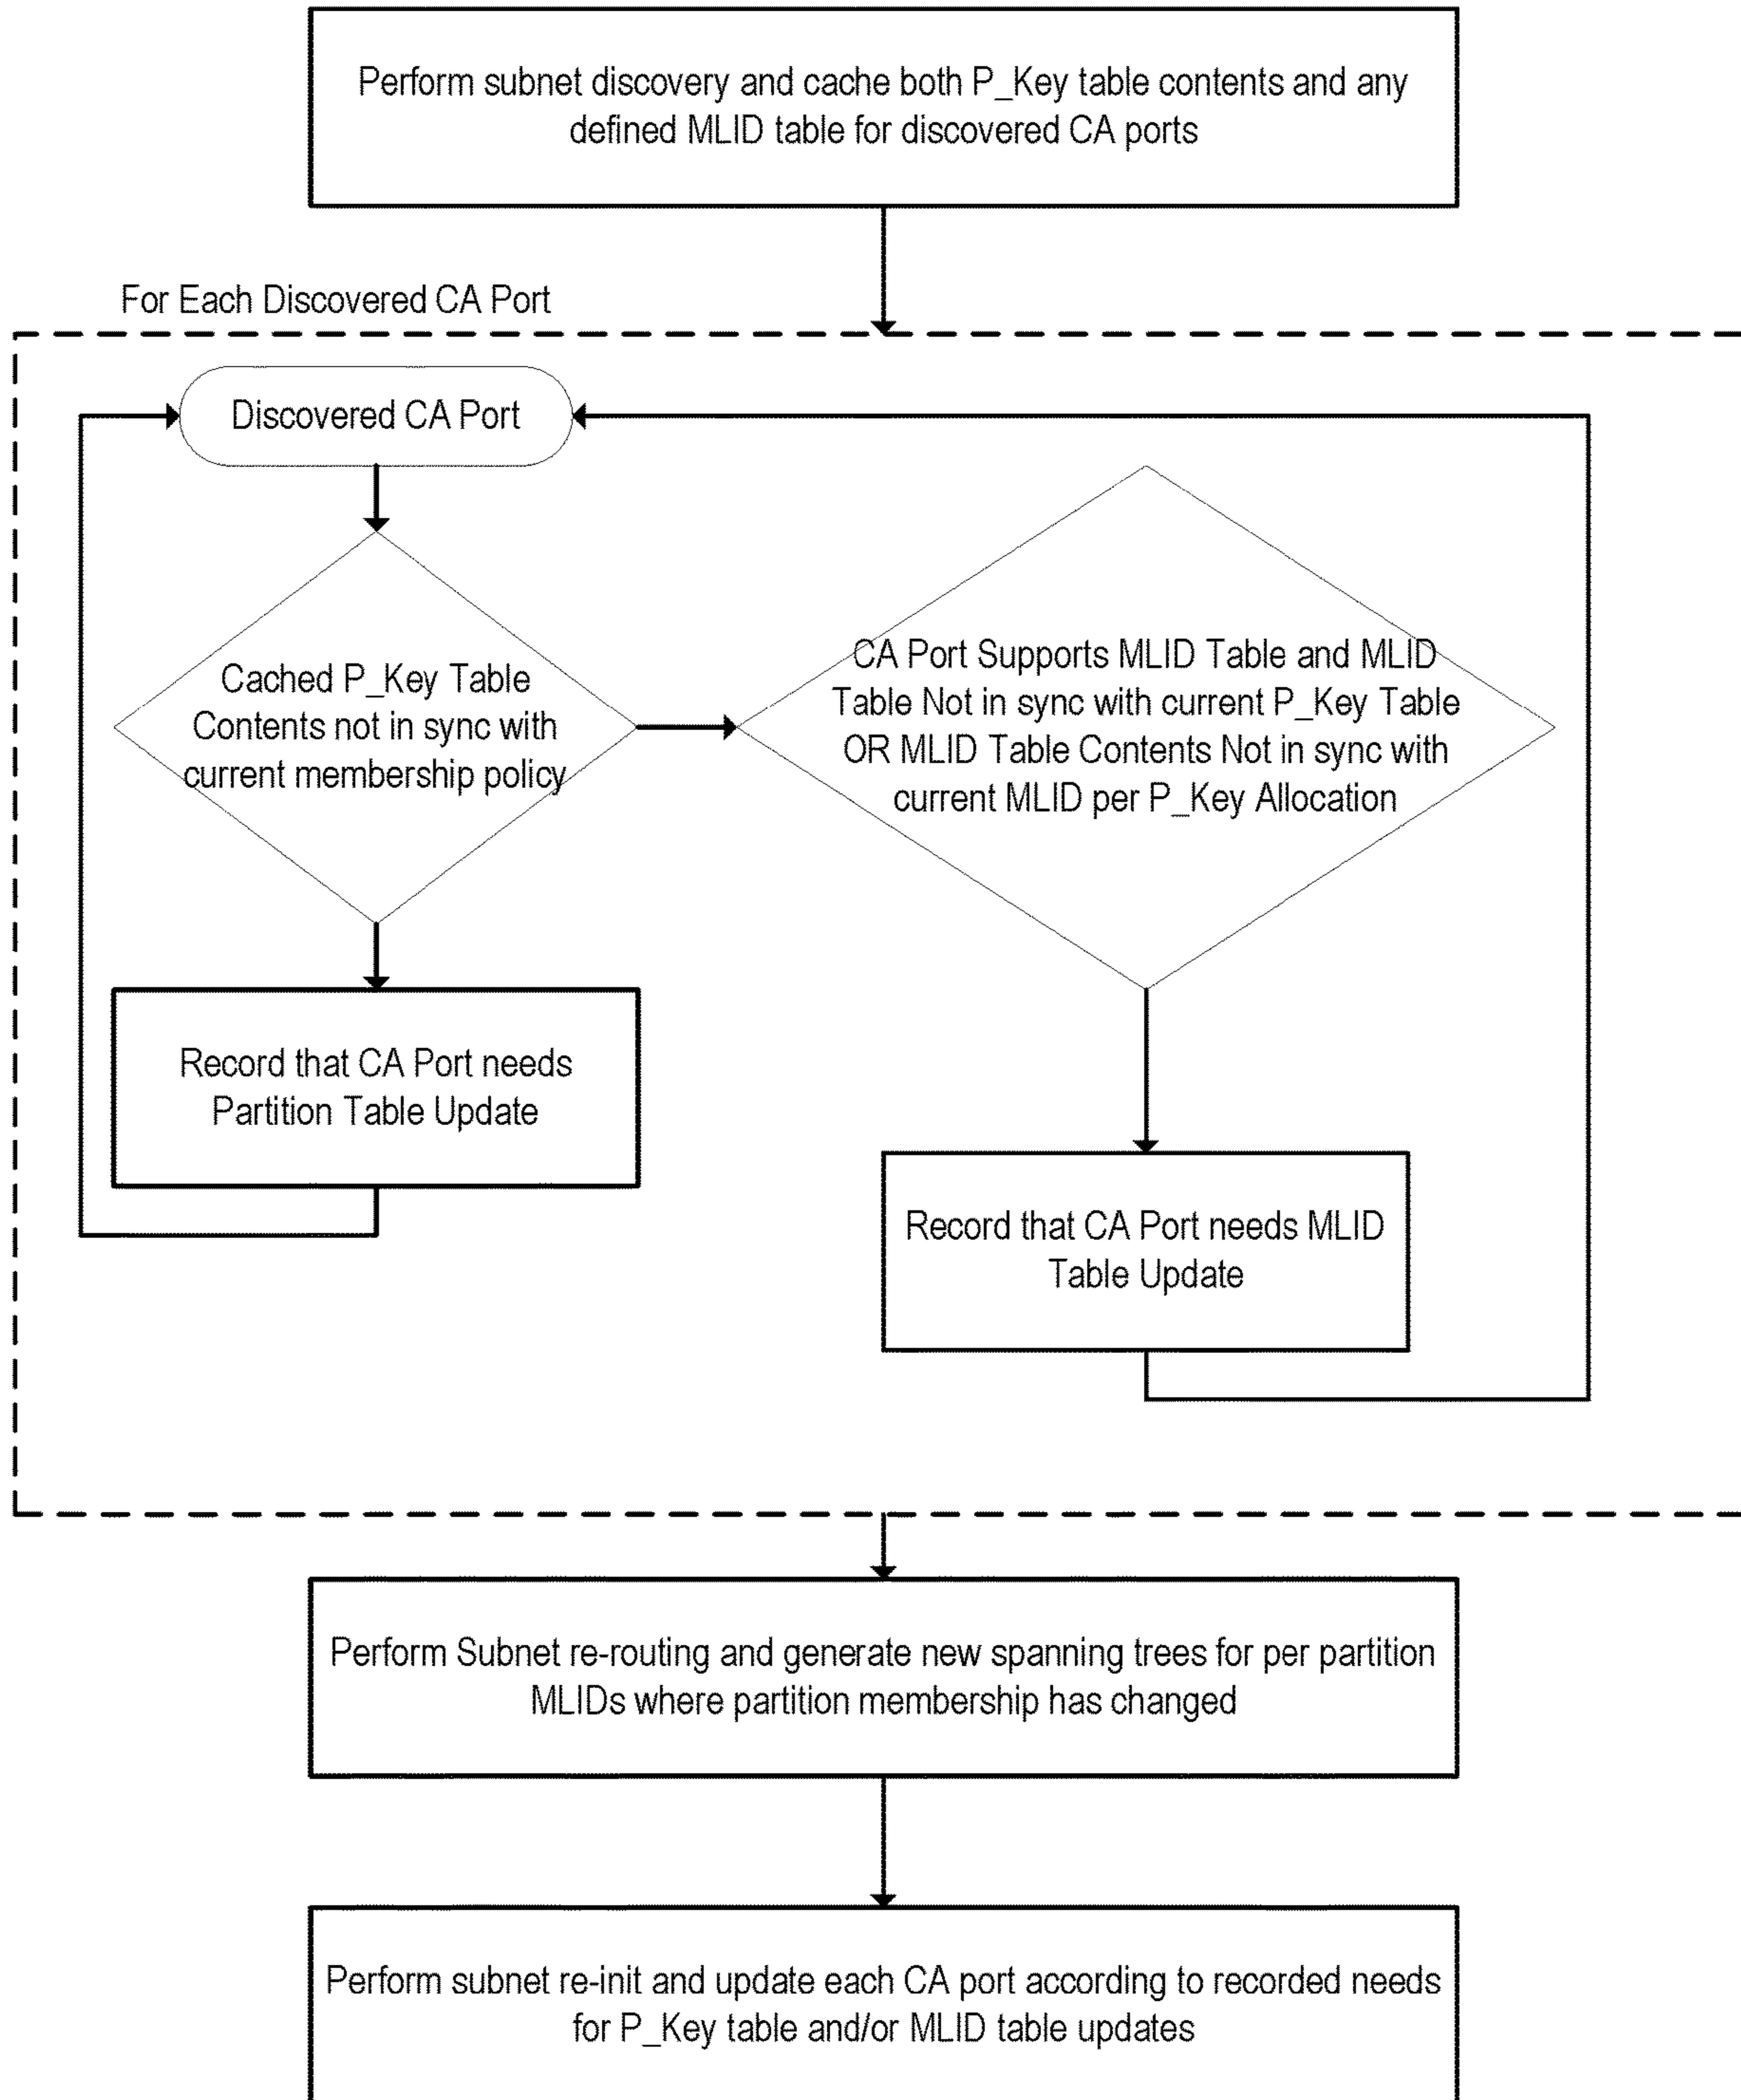 Perform subnet discovery and cache both P_Key table contents and any
defined MLID table for discovered CA ports
For Each Discovered CA Port
Discovered CA Port
Cached P_Key Table
Contents not in sync with
current membership policy
CA Port Supports MLID Table and MLID
Table Not in sync with current P_Key Table
OR MLID Table Contents Not in sync with
current MLID per P_Key Allocation
Record that CA Port needs
Partition Table Update
Record that CA Port needs MLID
Table Update
Perform Subnet re-routing and generate new spanning trees for per partition
MLIDs where partition membership has changed
Perform subnet re-init and update each CA port according to recorded needs
for P_Key table and/or MLID table updates